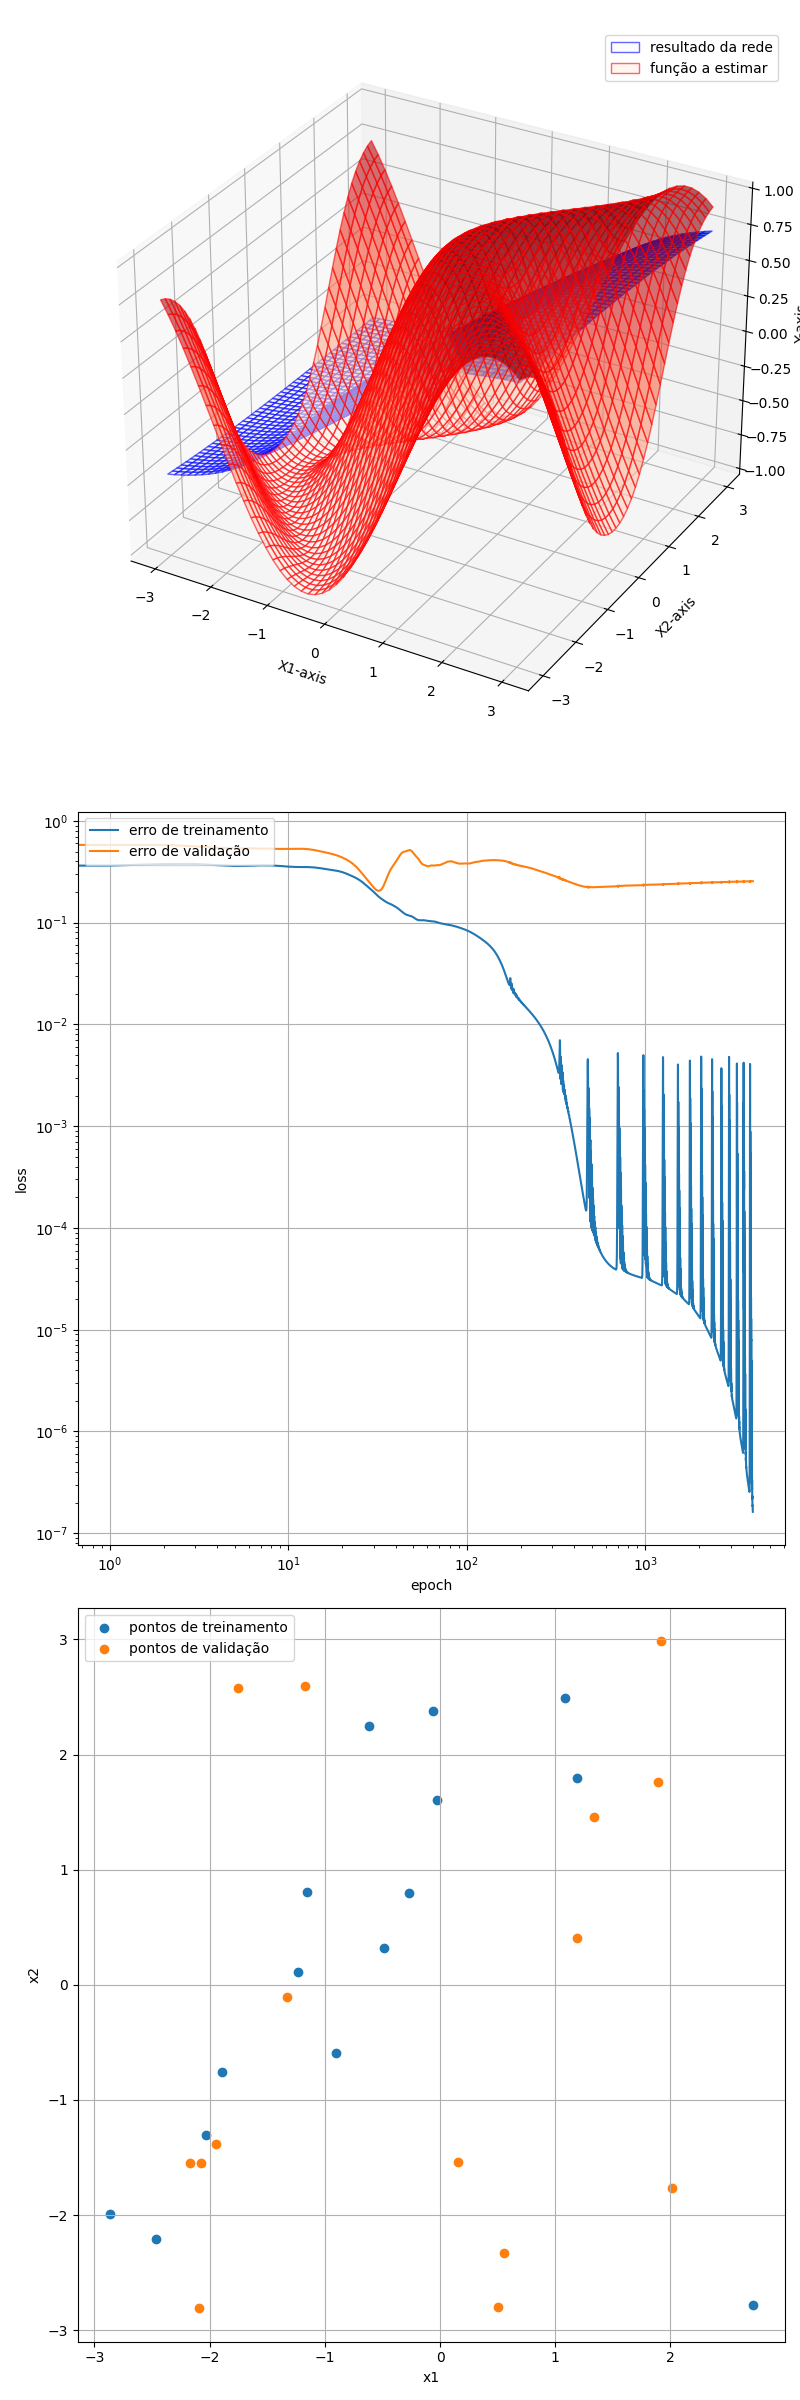 resultado da rede
função a estimar
1.00
0.75
0.50
0.25
0.00
−0.25
−0.50
−0.75
−1.00
3
2
1
0
−1
−2
−3
X2-axis
−3
−2
−1
0
1
2
3
X1-axis
erro de treinamento
erro de validação
10⁰
10⁻¹
10⁻²
10⁻³
10⁻⁴
10⁻⁵
10⁻⁶
10⁻⁷
loss
10⁰ 10¹ 10² 10³
epoch
pontos de treinamento
pontos de validação
3
2
1
0
−1
−2
−3
x2
−3 −2 −1 0 1 2
x1